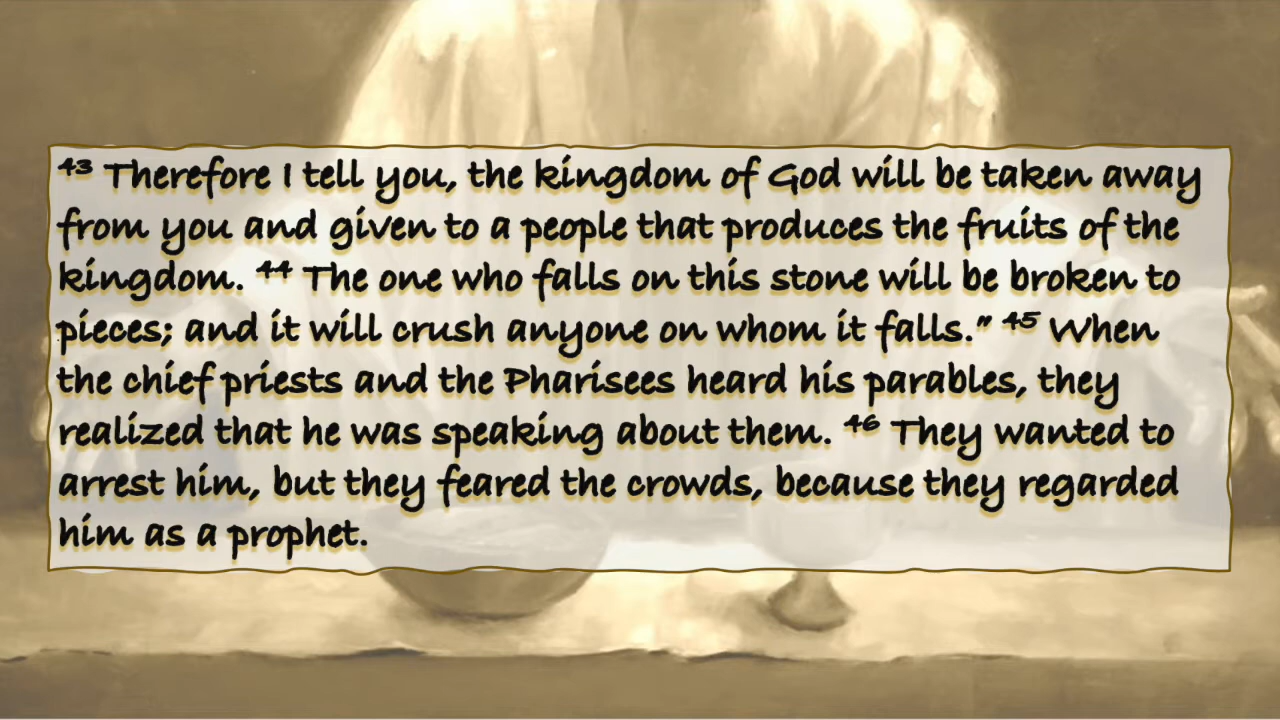 ⁴³ Therefore I tell you, the kingdom of God will be taken away
from you and given to a people that produces the fruits of the
kingdom. ⁴⁴ The one who falls on this stone will be broken to
pieces; and it will crush anyone on whom it falls.” ⁴⁵ When
the chief priests and the Pharisees heard his parables, they
realized that he was speaking about them. ⁴⁶ They wanted to
arrest him, but they feared the crowds, because they regarded
him as a prophet.